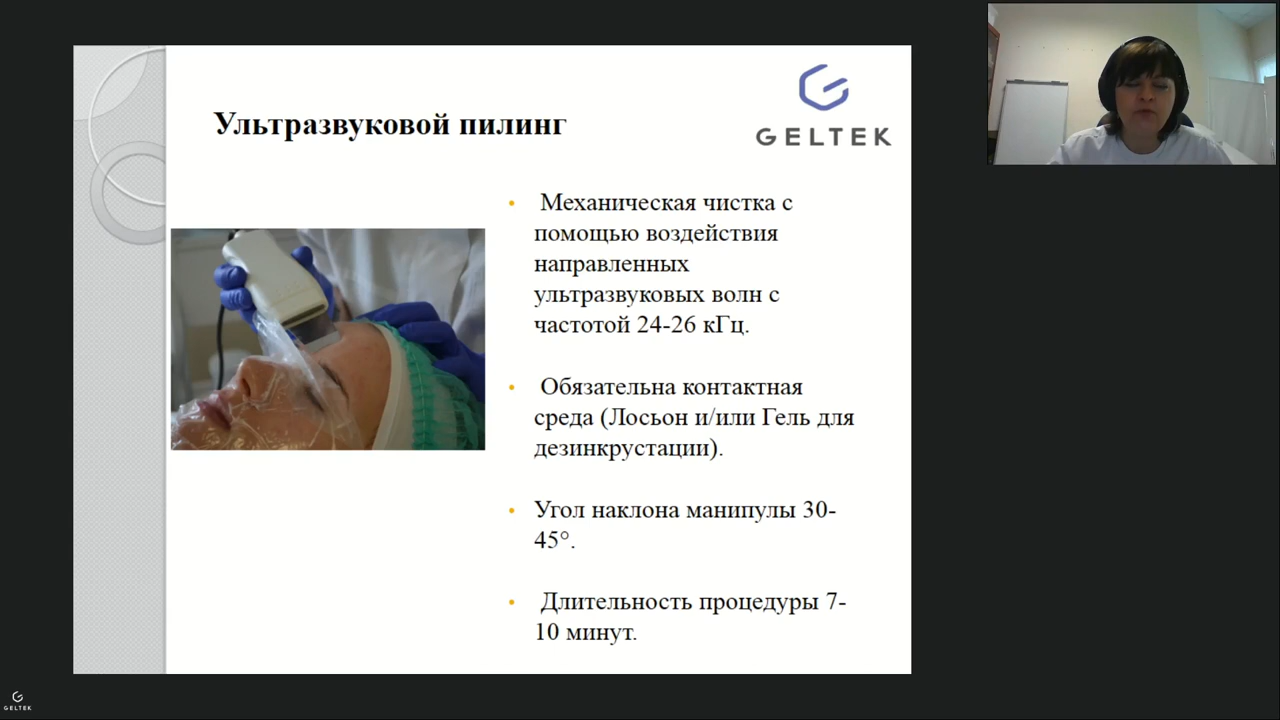 Ультразвуковой пилинг
GELTEK
• Механическая чистка с
помощью воздействия
направленных
ультразвуковых волн с
частотой 24-26 кГц.
• Обязательна контактная
среда (Лосьон и/или Гель для
дезинкрустации).
• Угол наклона манипулы 30-
45°.
• Длительность процедуры 7-
10 минут.
GELTEK